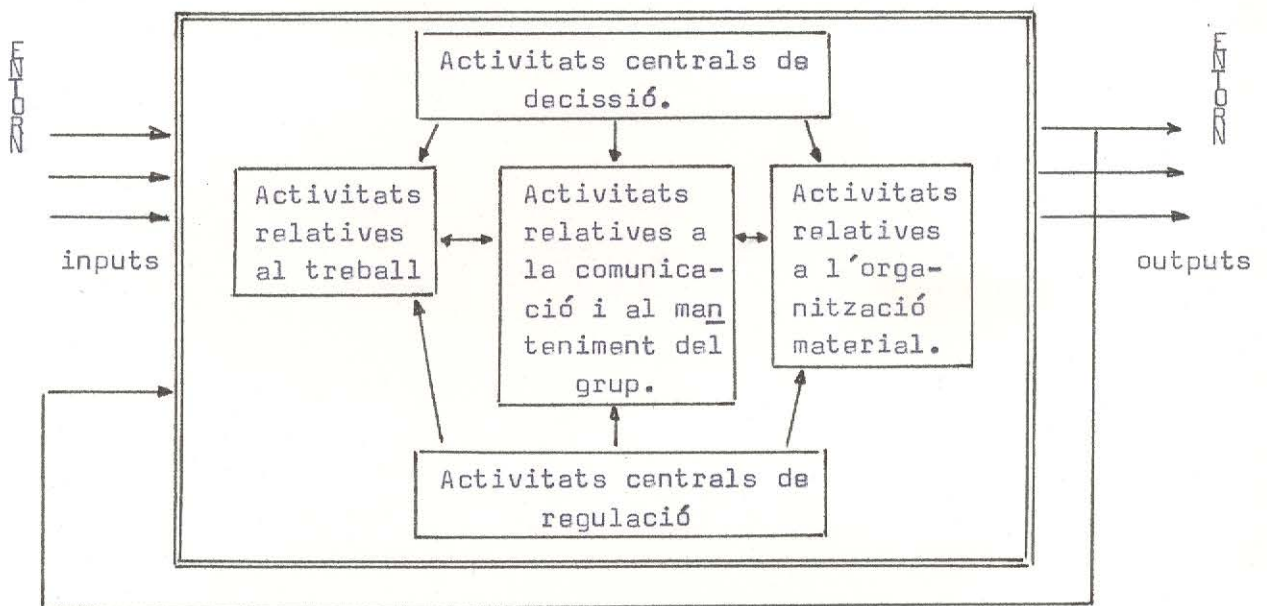 ENTORN
ENTORN
Activitats centrals de
decissió.
Activitats
relatives
al treball
Activitats
relatives a
la comunica-
ció i al man
teniment del
grup.
Activitats
relatives
a l'orga-
nització
material.
inputs
outputs
Activitats centrals de
regulació